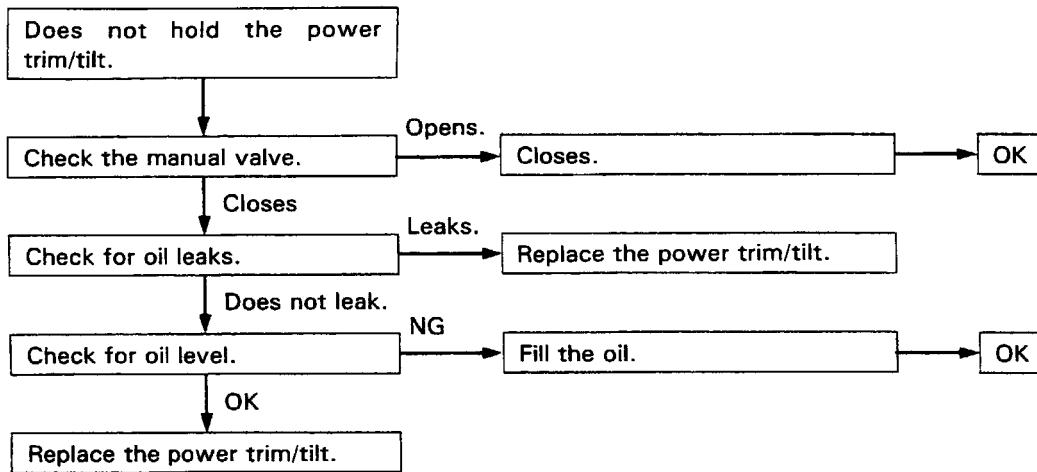 Does not hold the power
trim/tilt.
Opens.
Check the manual valve.
Closes.
OK
Closes
Leaks.
Check for oil leaks.
Replace the power trim/tilt.
Does not leak.
NG
Check for oil level.
Fill the oil.
OK
OK
Replace the power trim/tilt.